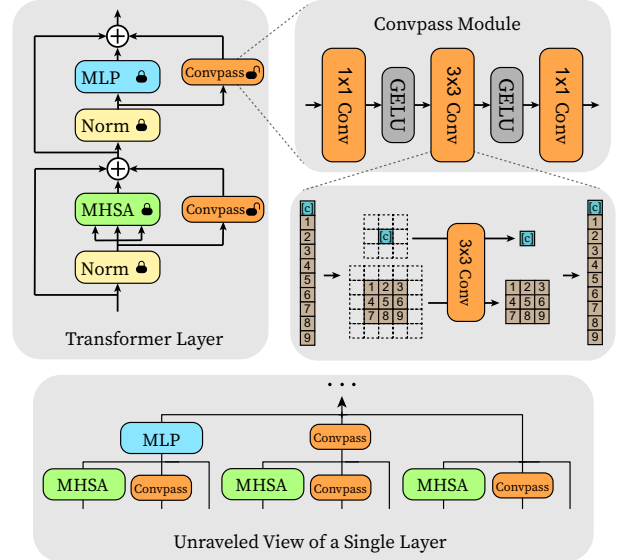 MLP
Convpass
Norm
MHSA
Convpass
Norm
Transformer Layer
Convpass Module
1x1 Conv
GELU
3x3 Conv
GELU
1x1 Conv
[c]
1
2
3
4
5
6
7
8
9
[c]
1 2 3
4 5 6
7 8 9
3x3 Conv
[c]
1 2 3
4 5 6
7 8 9
[c]
1
2
3
4
5
6
7
8
9
...
MLP
Convpass
MHSA
Convpass
MHSA
Convpass
MHSA
Convpass
Unraveled View of a Single Layer